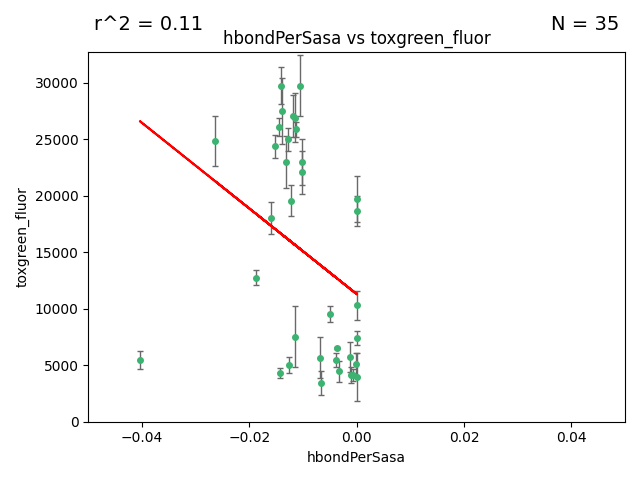 r^2 = 0.11
N = 35
hbondPerSasa vs toxgreen_fluor
toxgreen_fluor
30000
25000
20000
15000
10000
5000
0
−0.04
−0.02
0.00
0.02
0.04
hbondPerSasa